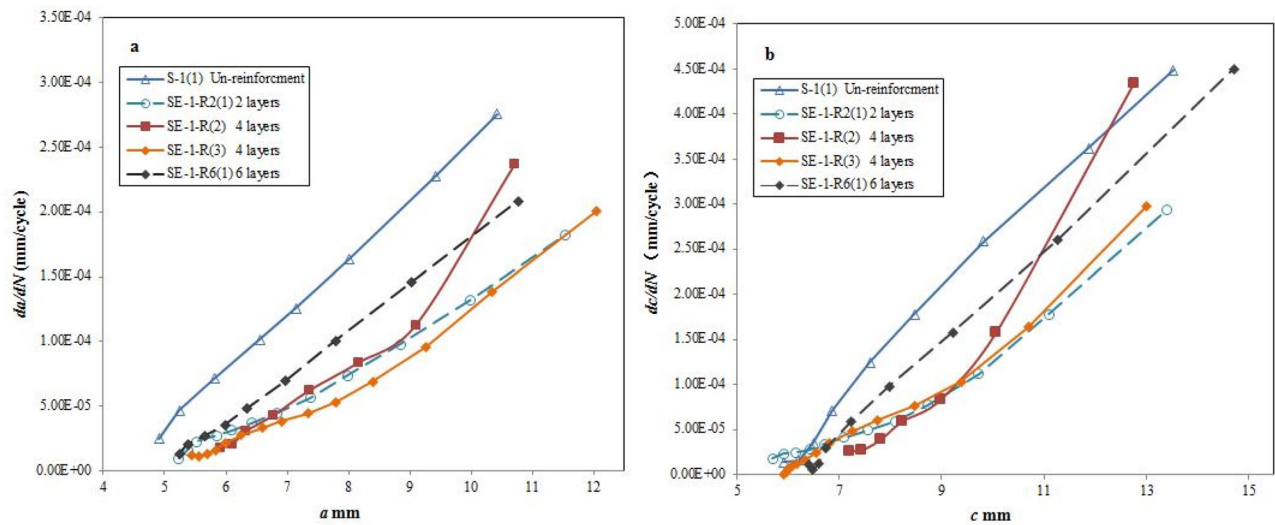 3.50E-04
3.00E-04
2.50E-04
2.00E-04
1.50E-04
1.00E-04
5.00E-05
0.00E+00
da/dN (mm/cycle)
a
S-1(1) Un-reinforcment
SE-1-R2(1) 2 layers
SE-1-R(2) 4 layers
SE-1-R(3) 4 layers
SE-1-R6(1) 6 layers
4 5 6 7 8 9 10 11 12
a mm
5.00E-04
4.50E-04
4.00E-04
3.50E-04
3.00E-04
2.50E-04
2.00E-04
1.50E-04
1.00E-04
5.00E-05
0.00E+00
dc/dN （mm/cycle)
b
S-1(1) Un-reinforcment
SE-1-R2(1) 2 layers
SE-1-R(2) 4 layers
SE-1-R(3) 4 layers
SE-1-R6(1) 6 layers
5 7 9 11 13 15
c mm